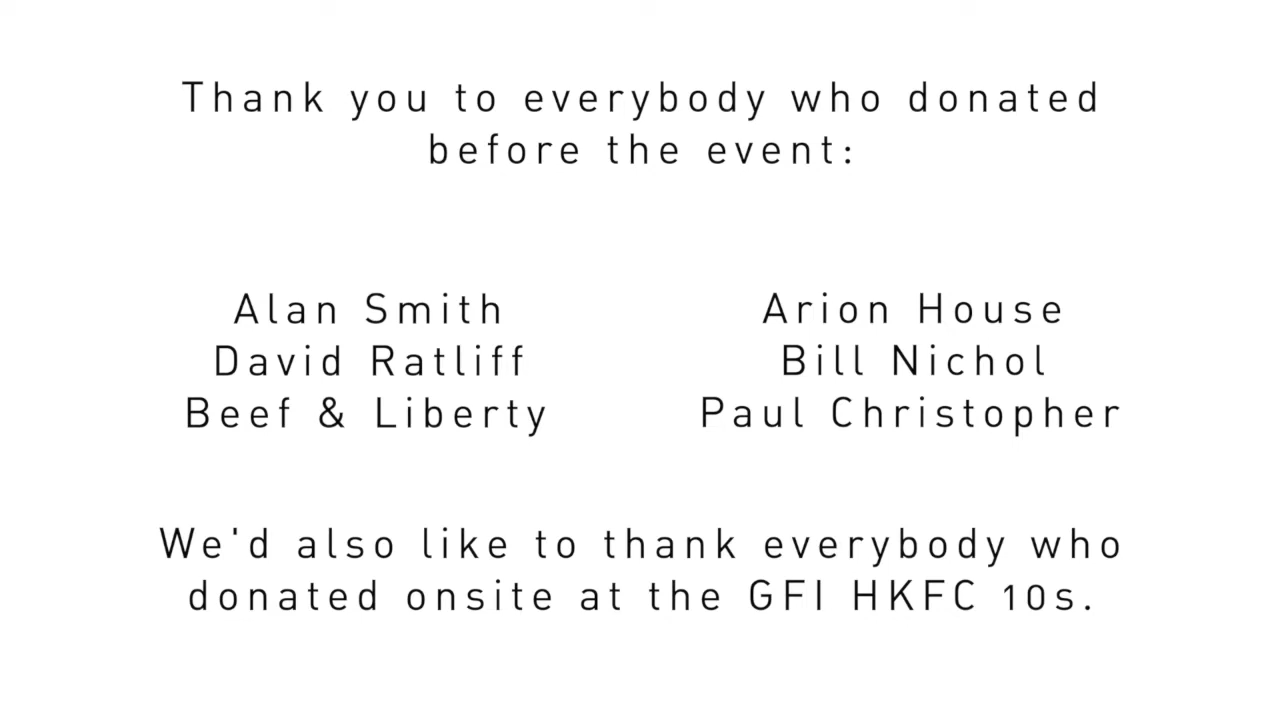 Thank you to everybody who donated
before the event:
Alan Smith
David Ratliff
Beef & Liberty
Arion House
Bill Nichol
Paul Christopher
We'd also like to thank everybody who
donated onsite at the GFI HKFC 10s.